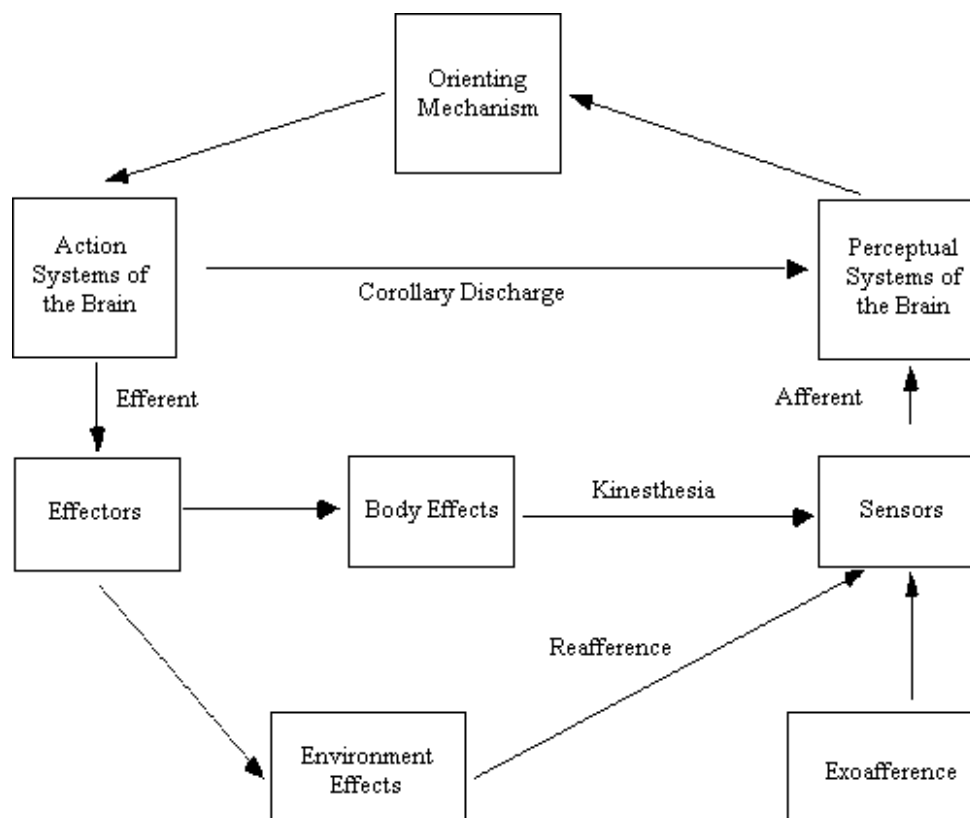 Orienting
Mechanism
Action
Systems of
the Brain
Perceptual
Systems of
the Brain
Corollary Discharge
Efferent
Afferent
Effectors
Body Effects
Kinesthesia
Sensors
Reafference
Environment
Effects
Exoafference